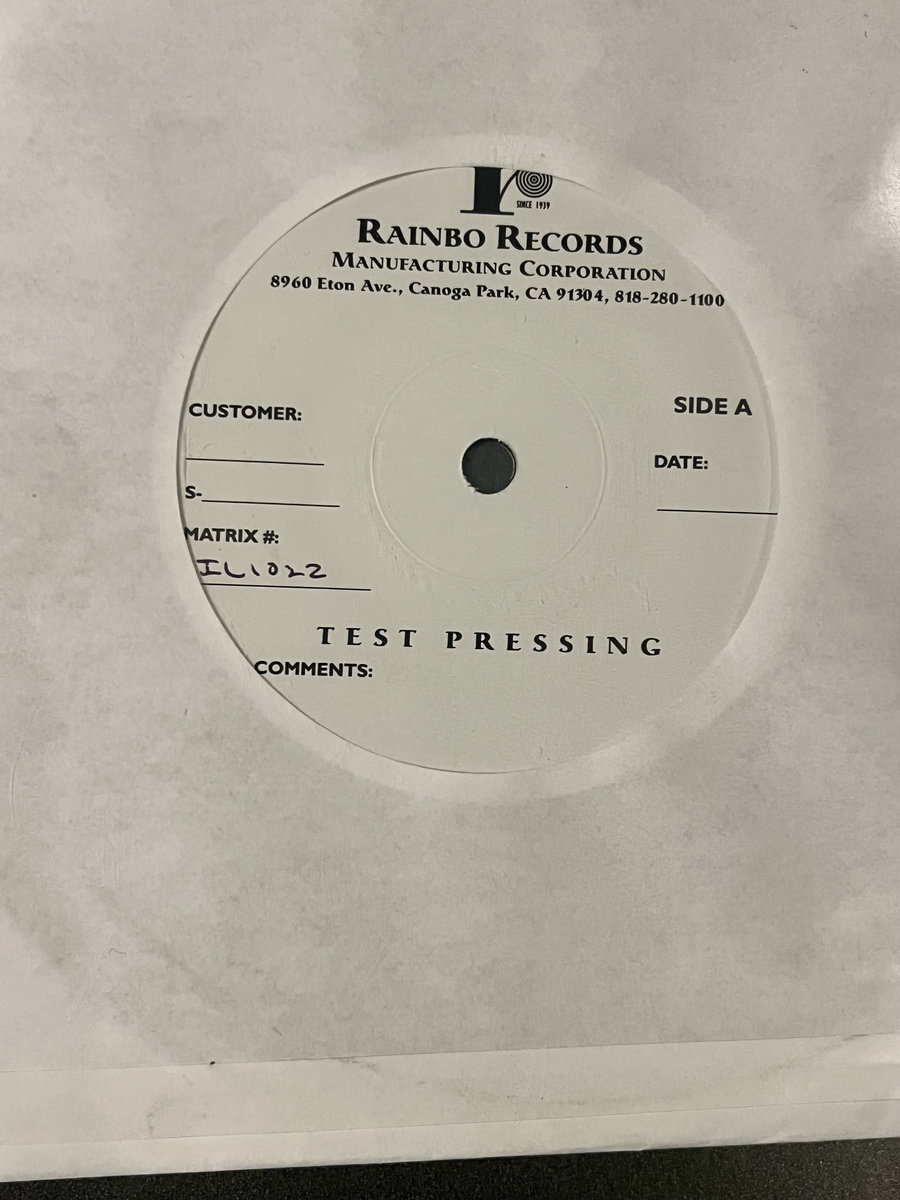 r
SINCE 1939
RAINBO RECORDS
MANUFACTURING CORPORATION
8960 Eton Ave., Canoga Park, CA 91304, 818-280-1100
CUSTOMER:
SIDE A
DATE:
S-
MATRIX #:
IL1022
TEST PRESSING
COMMENTS: